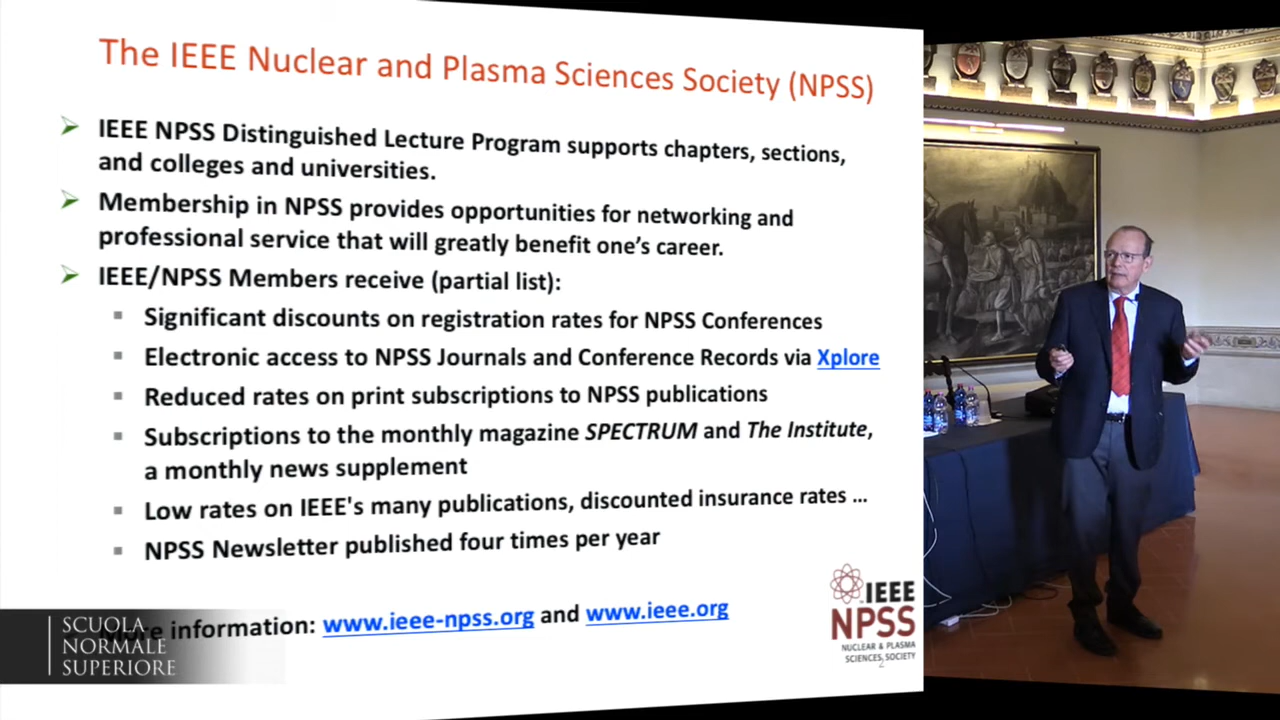 The IEEE Nuclear and Plasma Sciences Society (NPSS)
IEEE NPSS Distinguished Lecture Program supports chapters, sections,
and colleges and universities.
Membership in NPSS provides opportunities for networking and
professional service that will greatly benefit one's career.
IEEE/NPSS Members receive (partial list):
Significant discounts on registration rates for NPSS Conferences
Electronic access to NPSS Journals and Conference Records via Xplore
Reduced rates on print subscriptions to NPSS publications
Subscriptions to the monthly magazine SPECTRUM and The Institute,
a monthly news supplement
Low rates on IEEE's many publications, discounted insurance rates ...
NPSS Newsletter published four times per year
More information: www.ieee-npss.org and www.ieee.org
IEEE
NPSS
NUCLEAR & PLASMA
SCIENCES SOCIETY
2
SCUOLA
NORMALE
SUPERIORE